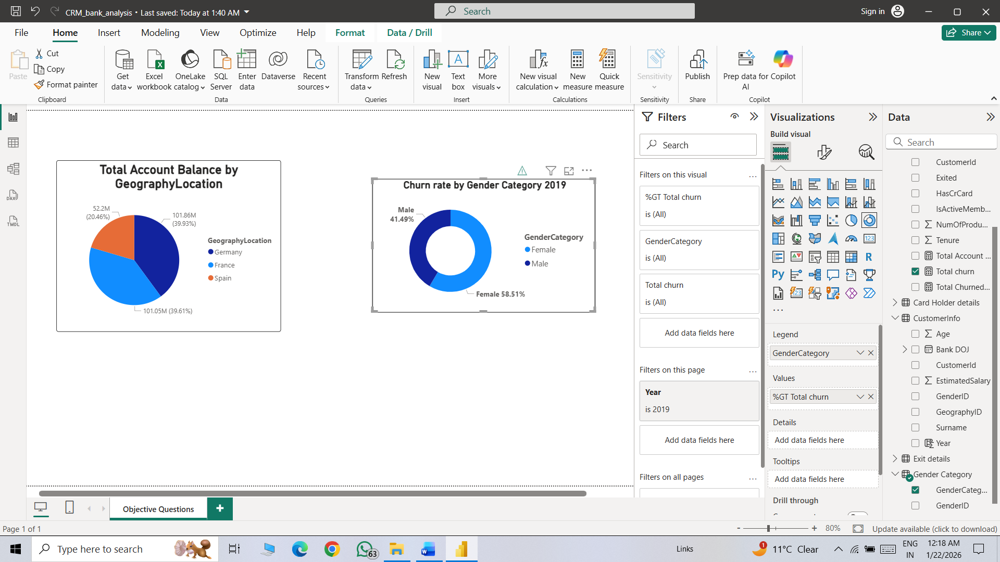 CRM_bank_analysis • Last saved: Today at 1:40 AM
Search
Sign in
File
Home
Insert
Modeling
View
Optimize
Help
Format
Data / Drill
Share
Paste
Cut
Copy
Format painter
Clipboard
Get data
Excel workbook
OneLake catalog
SQL Server
Enter data
Dataverse
Recent sources
Data
Transform data
Refresh
Queries
New visual
Text box
More visuals
Insert
New visual calculation
New measure
Quick measure
Calculations
Sensitivity
Sensitivity
Publish
Share
Prep data for AI
Copilot
Copilot
DAX
TMDL
Total Account Balance by
GeographyLocation
52.2M
(20.46%)
101.86M
(39.93%)
101.05M (39.61%)
GeographyLocation
Germany
France
Spain
Churn rate by Gender Category 2019
Male
41.49%
Female 58.51%
GenderCategory
Female
Male
Filters
Search
Filters on this visual
%GT Total churn
is (All)
GenderCategory
is (All)
Total churn
is (All)
Add data fields here
Filters on this page
Year
is 2019
Add data fields here
Filters on all pages
Visualizations
Build visual
123
R
Py
123
Legend
GenderCategory
Values
%GT Total churn
Details
Add data fields here
Tooltips
Add data fields here
Drill through
Data
Search
CustomerId
Exited
HasCrCard
IsActiveMemb...
NumOfProdu...
Tenure
Total Account ...
Total churn
Total Churned...
Card Holder details
CustomerInfo
Age
Bank DOJ
CustomerId
EstimatedSalary
GenderID
GeographyID
Surname
Year
Exit details
Gender Category
GenderCateg...
GenderID
Objective Questions
Page 1 of 1
80%
Update available (click to download)
Type here to search
63
Links
1
11°C Clear
ENG
IN
12:18 AM
1/22/2026